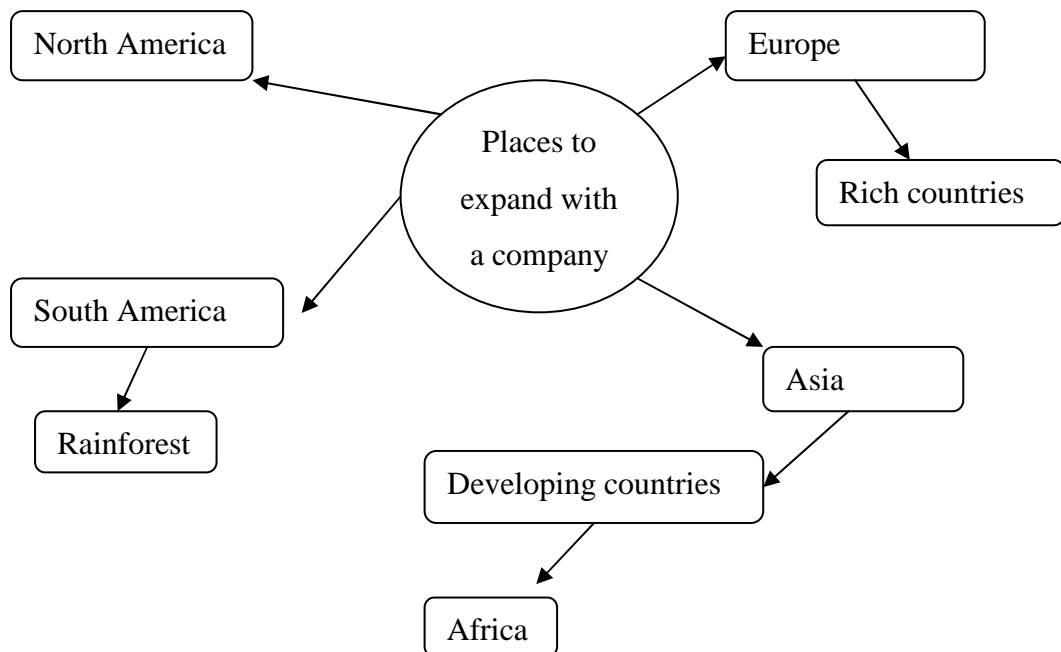 North America
Europe
Places to
expand with
a company
Rich countries
South America
Asia
Rainforest
Developing countries
Africa